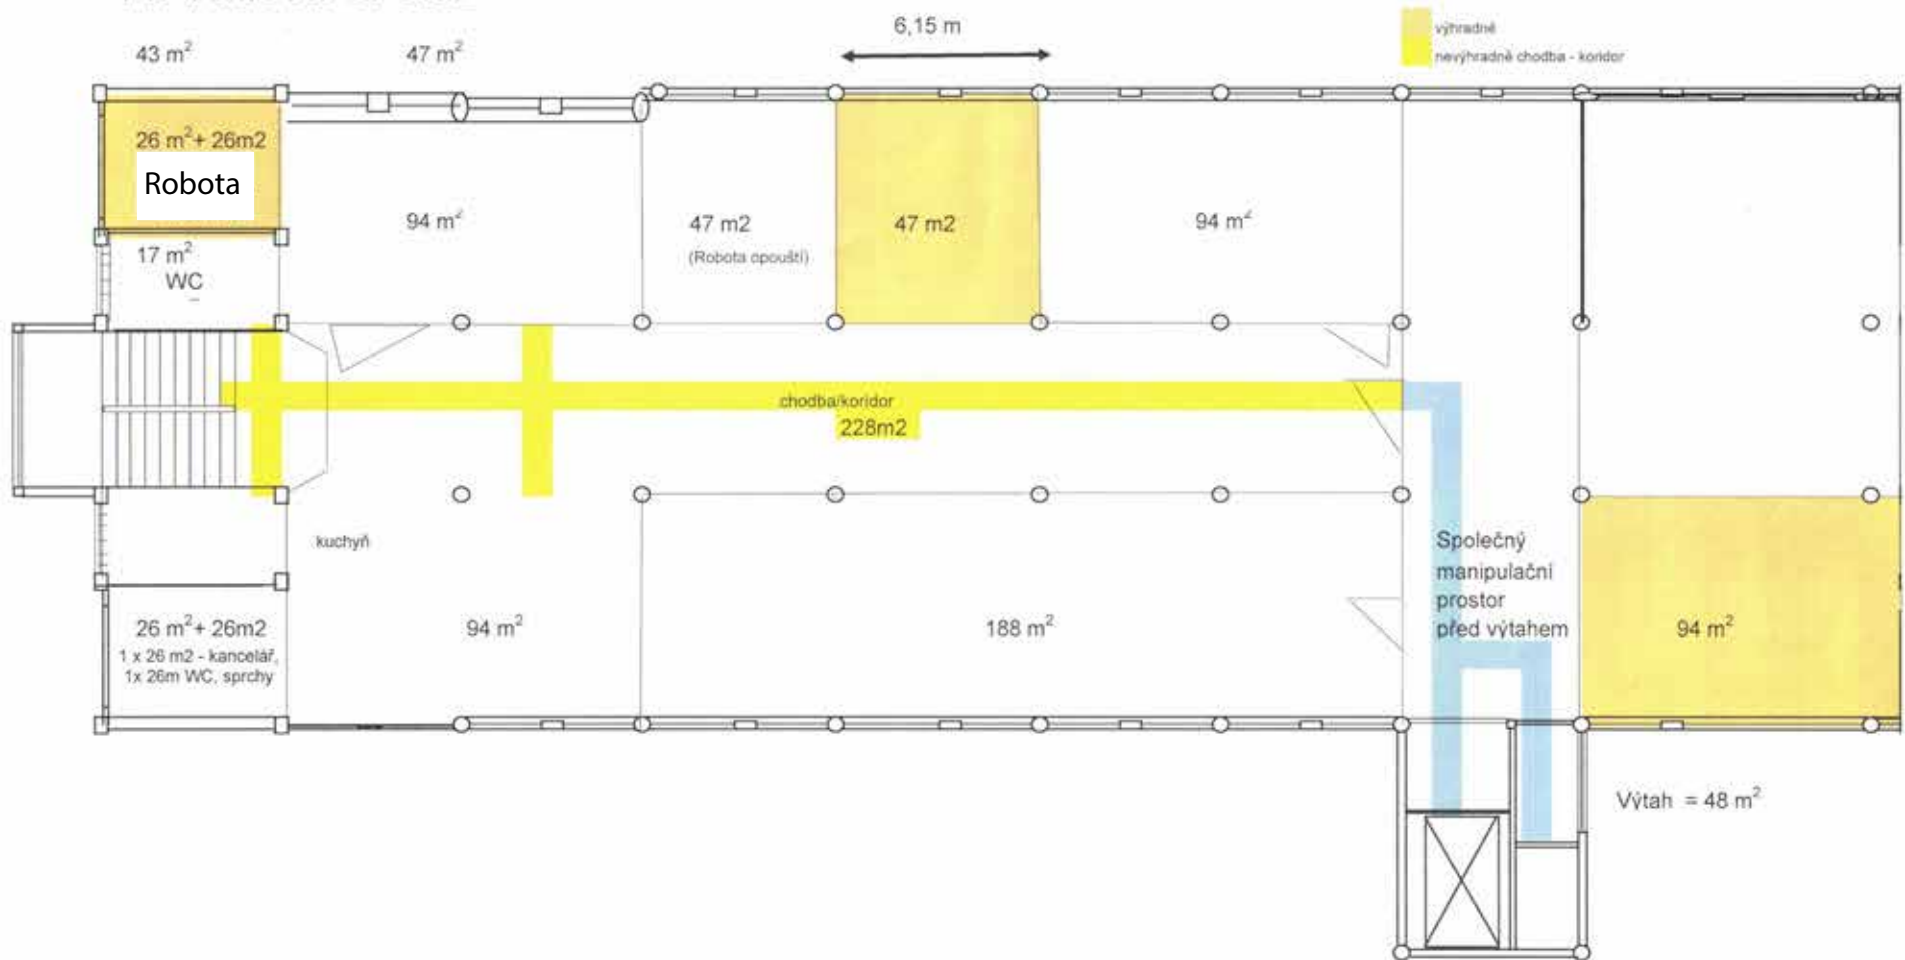 6,15 m
výhradně
nevýhradně chodba - koridor
43 m²
47 m²
26 m²+ 26m2
Robota
94 m²
47 m2
(Robota opouští)
47 m2
94 m²
17 m²
WC
chodba/koridor
228m2
kuchyň
Společný
manipulační
prostor
před výtahem
26 m²+ 26m2
1 x 26 m2 - kancelář,
1x 26m WC, sprchy
94 m²
188 m²
94 m²
Výtah = 48 m²